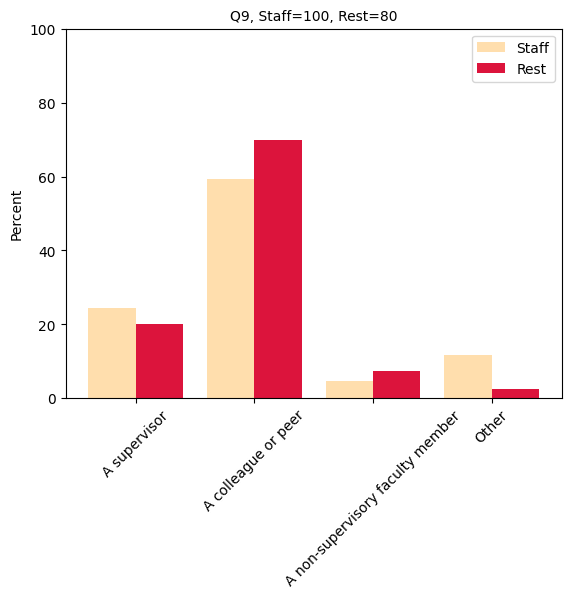 Q9, Staff=100, Rest=80
100
80
60
40
20
0
Percent
Staff
Rest
A supervisor
A colleague or peer
A non-supervisory faculty member
Other